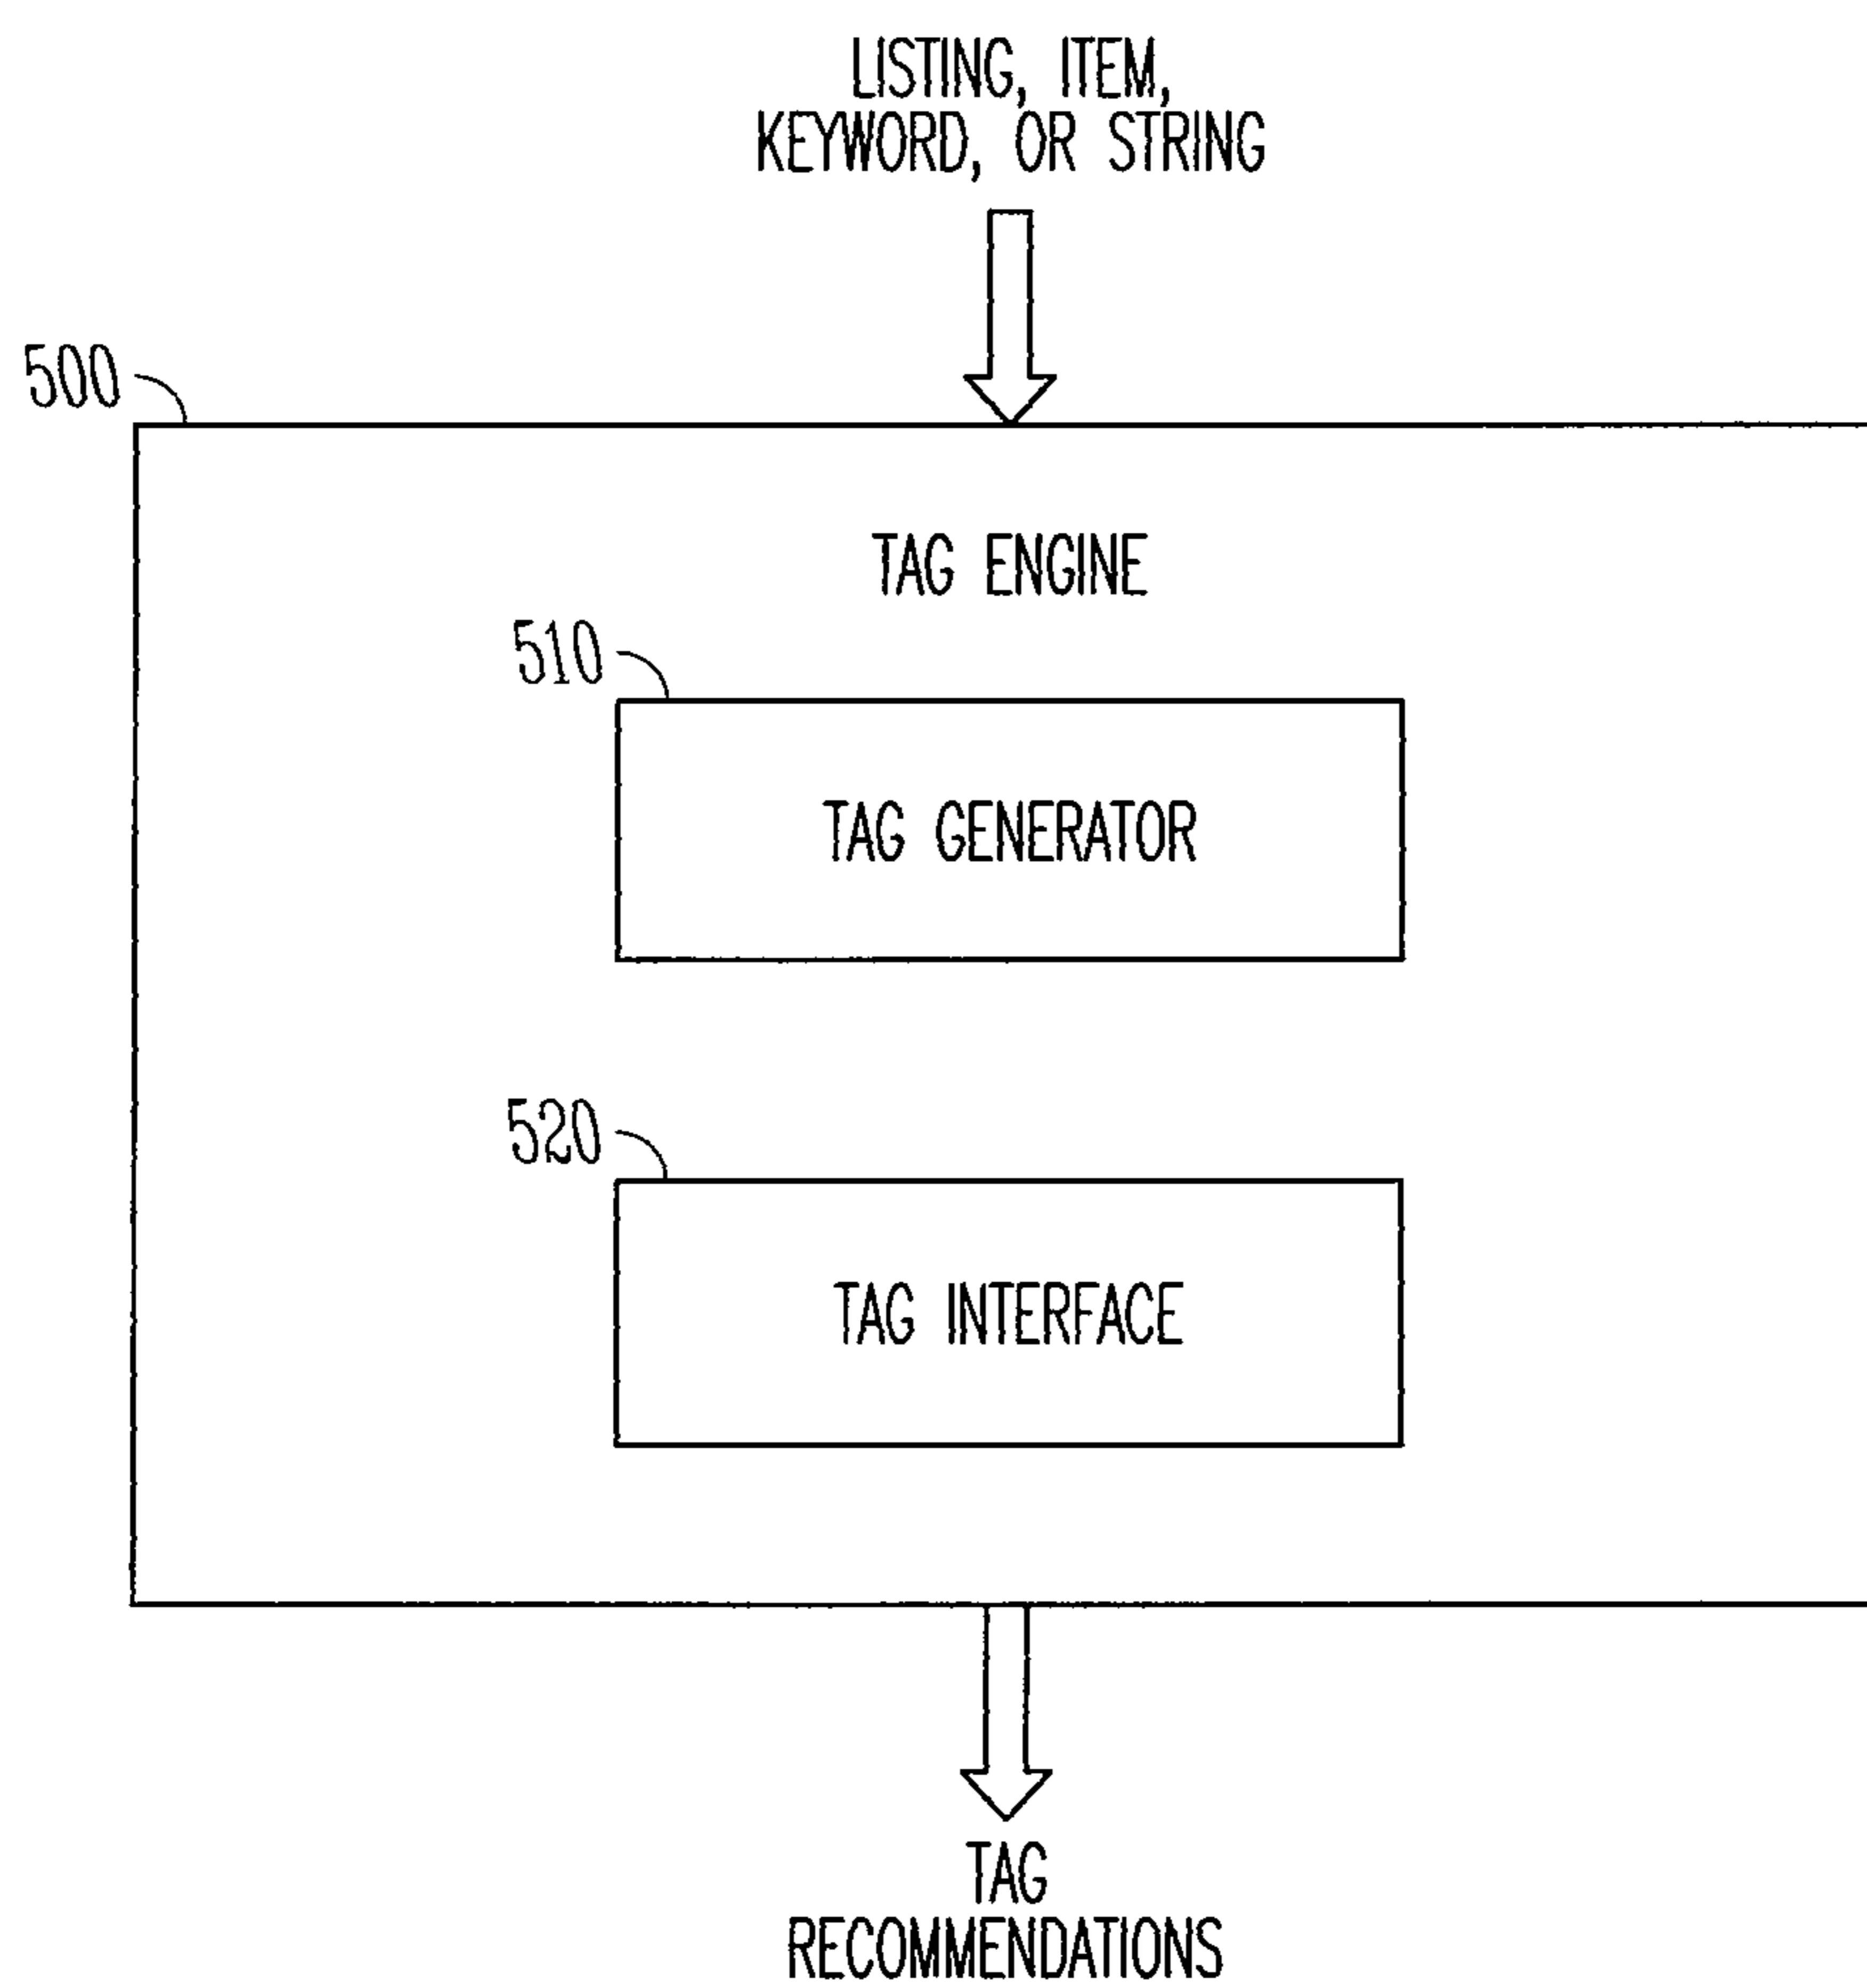 LISTING, ITEM,
KEYWORD, OR STRING
500
TAG ENGINE
510
TAG GENERATOR
520
TAG INTERFACE
TAG
RECOMMENDATIONS